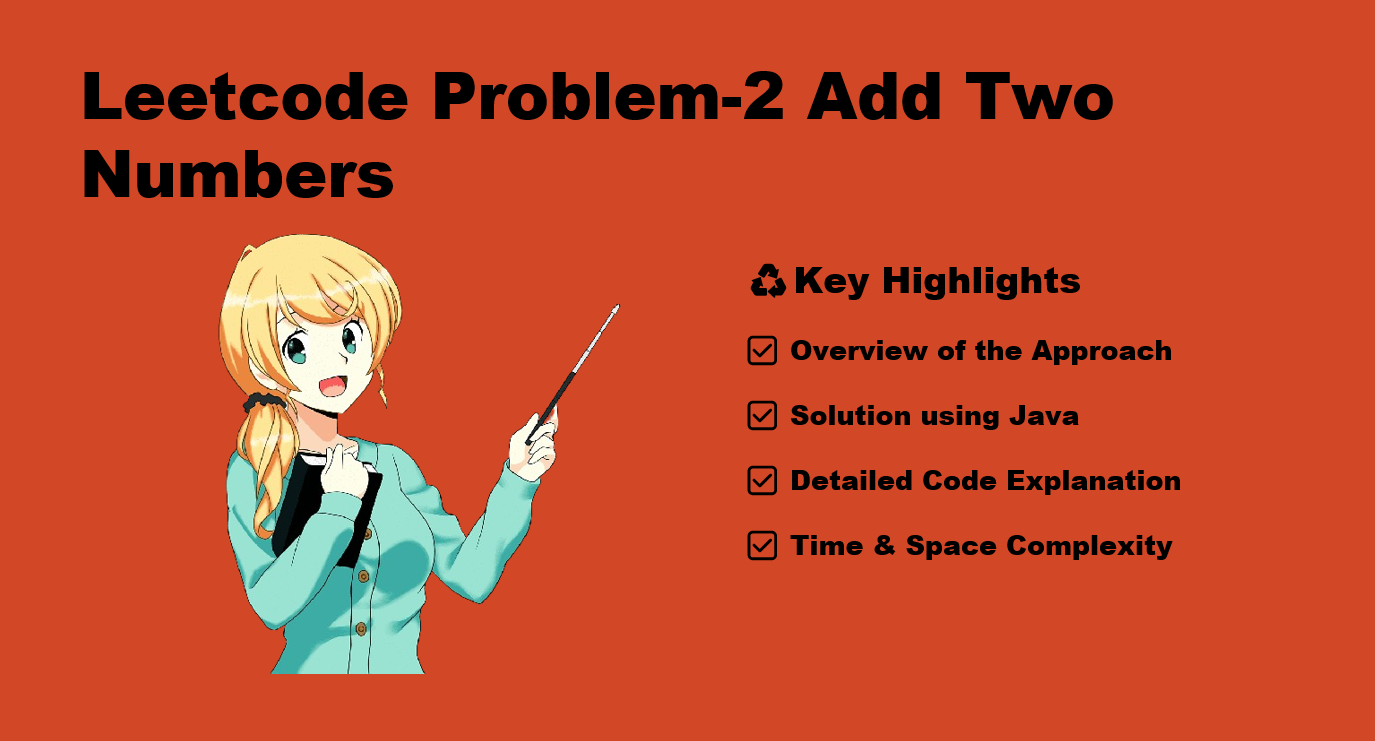 Leetcode Problem-2 Add Two
Numbers
Key Highlights
Overview of the Approach
Solution using Java
Detailed Code Explanation
Time & Space Complexity